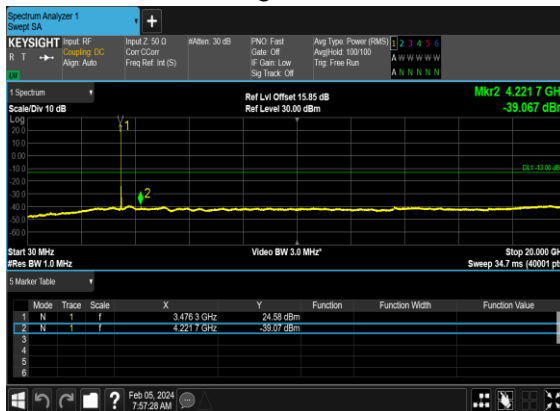 Spectrum Analyzer 1
Swept SA
KEYSIGHT Input: RF Input Z: 50 Ω #Atten: 30 dB PNO: Fast Avg Type: Power (RMS) 1 2 3 4 5 6
R T Coupling: DC Corr CCorr Gate: Off Avg|Hold: 100/100 A W W W W W
Align: Auto Freq Ref: Int (S) IF Gain: Low Trig: Free Run
LXI Sig Track: Off A N N N N N
1 Spectrum Ref Lvl Offset 15.85 dB Mkr2 4.221 7 GHz
Scale/Div 10 dB Ref Level 30.00 dBm -39.067 dBm
Log
20.0 1
10.0
0.00
-10.0 DL1 -13.00 dB
-20.0
-30.0 2
-40.0
-50.0
-60.0
Start 30 MHz Video BW 3.0 MHz* Stop 20.000 GH
#Res BW 1.0 MHz Sweep 34.7 ms (40001 pt
5 Marker Table
Mode Trace Scale X Y Function Function Width Function Value
1 N 1 f 3.476 3 GHz 24.58 dBm
2 N 1 f 4.221 7 GHz -39.07 dBm
3
4
5
6
? Feb 05, 2024
7:57:28 AM